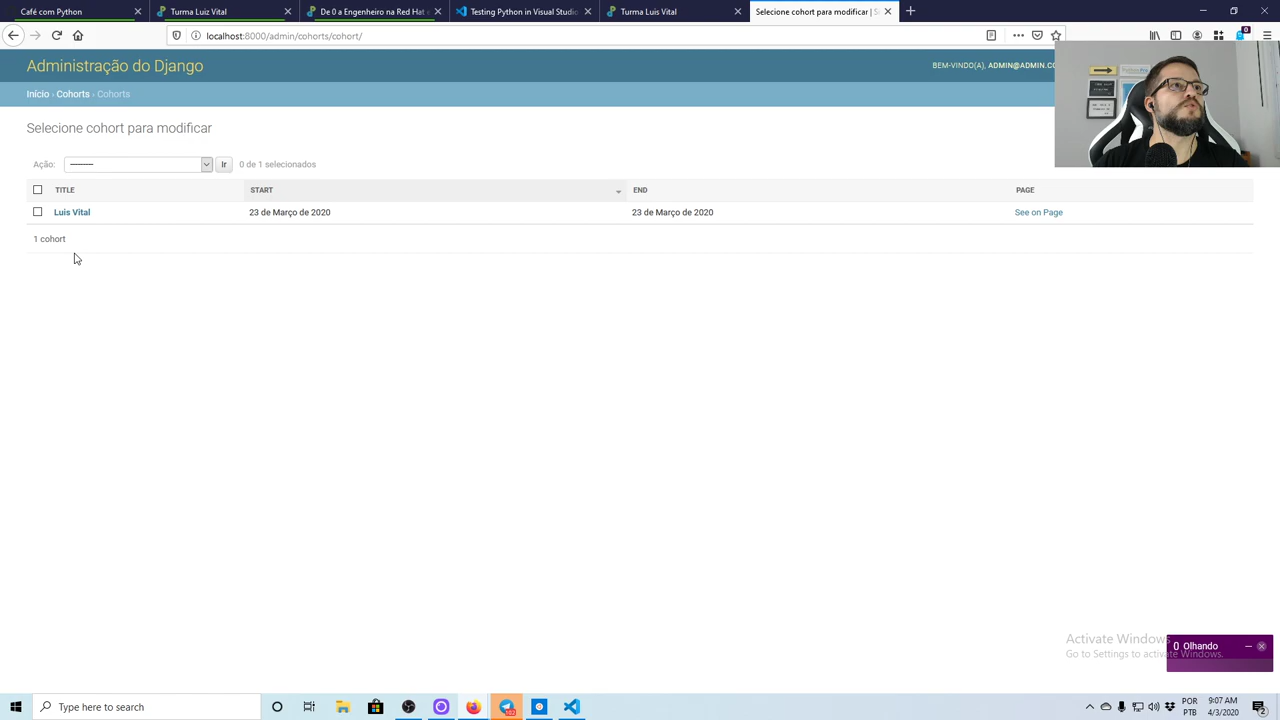 Café com Python
Turma Luiz Vital
De 0 a Engenheiro na Red Hat
Testing Python in Visual Studio
Turma Luis Vital
Selecione cohort para modificar | S
localhost:8000/admin/cohorts/cohort/
0
Administração do Django
BEM-VINDO(A), ADMIN@ADMIN.CO
Início › Cohorts › Cohorts
Selecione cohort para modificar
Ação: --------- Ir 0 de 1 selecionados
TITLE START END PAGE
Luis Vital 23 de Março de 2020 23 de Março de 2020 See on Page
1 cohort
Activate Windows
Go to Settings to activate Windows.
0 Olhando
Type here to search
POR
PTB
9:07 AM
4/3/2020
2